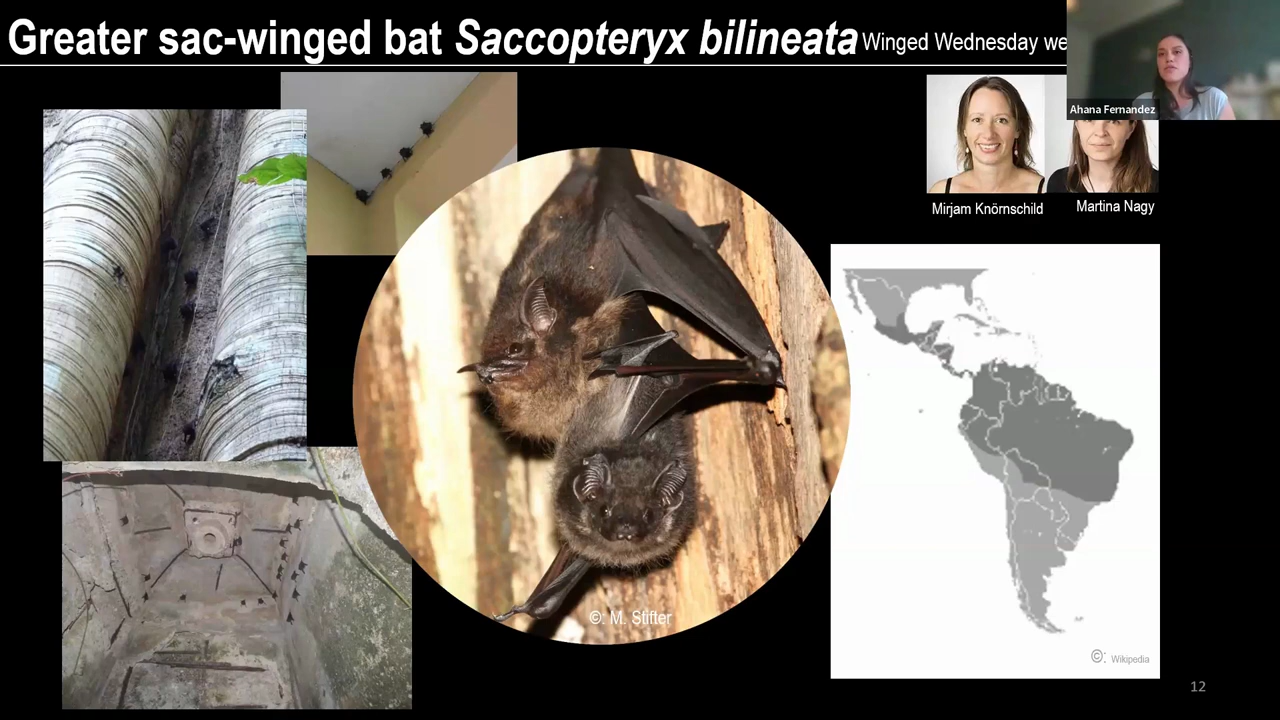 Greater sac-winged bat Saccopteryx bilineata
Winged Wednesday we
Ahana Fernandez
Mirjam Knörnschild
Martina Nagy
©: M. Stifter
©: Wikipedia
12